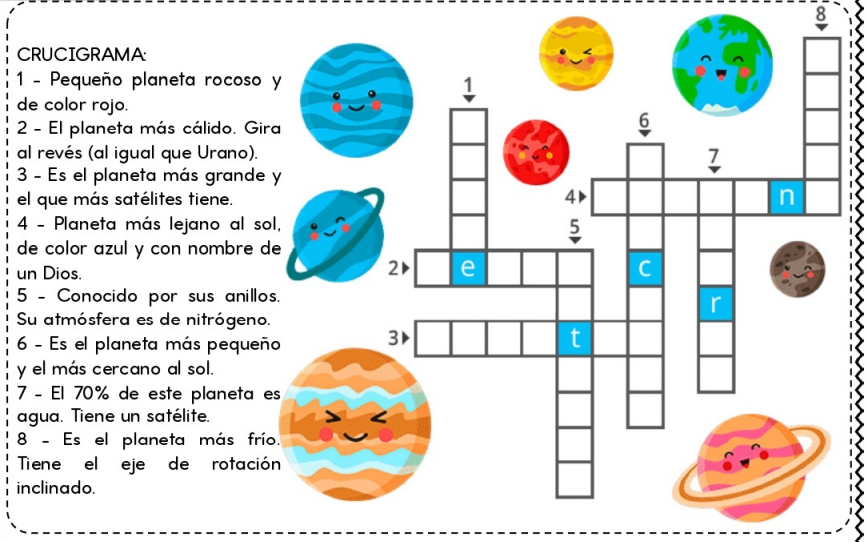 CRUCIGRAMA:
1 - Pequeño planeta rocoso y
de color rojo.
2 - El planeta más cálido. Gira
al revés (al igual que Urano).
3 - Es el planeta más grande y
el que más satélites tiene.
4 - Planeta más lejano al sol,
de color azul y con nombre de
un Dios.
5 - Conocido por sus anillos.
Su atmósfera es de nitrógeno.
6 - Es el planeta más pequeño
y el más cercano al sol.
7 - El 70% de este planeta es
agua. Tiene un satélite.
8 - Es el planeta más frío.
Tiene el eje de rotación
inclinado.
8
1
6
7
4
n
5
2
e
c
r
3
t